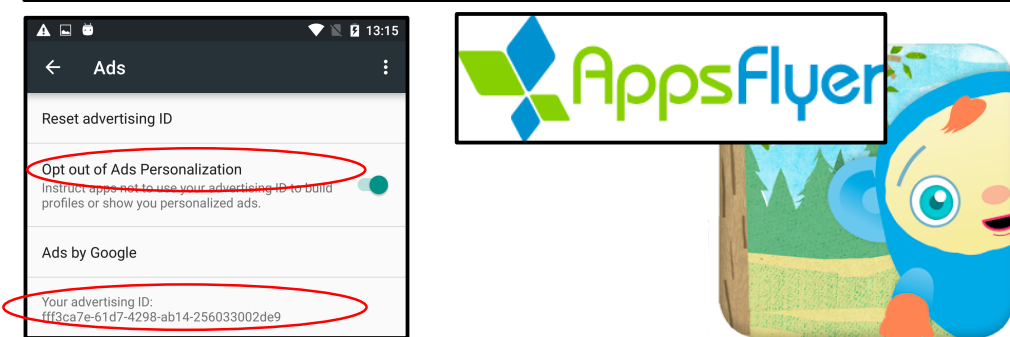 13:15
Ads
Reset advertising ID
Opt out of Ads Personalization
Instruct apps not to use your advertising ID to build
profiles or show you personalized ads.
Ads by Google
Your advertising ID:
fff3ca7e-61d7-4298-ab14-256033002de9
AppsFlyer